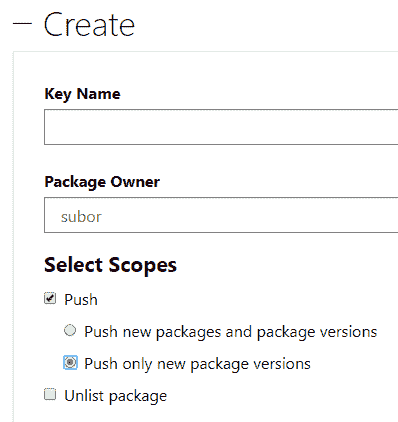 Create
Key Name
Package Owner
subor
Select Scopes
Push
Push new packages and package versions
Push only new package versions
Unlist package